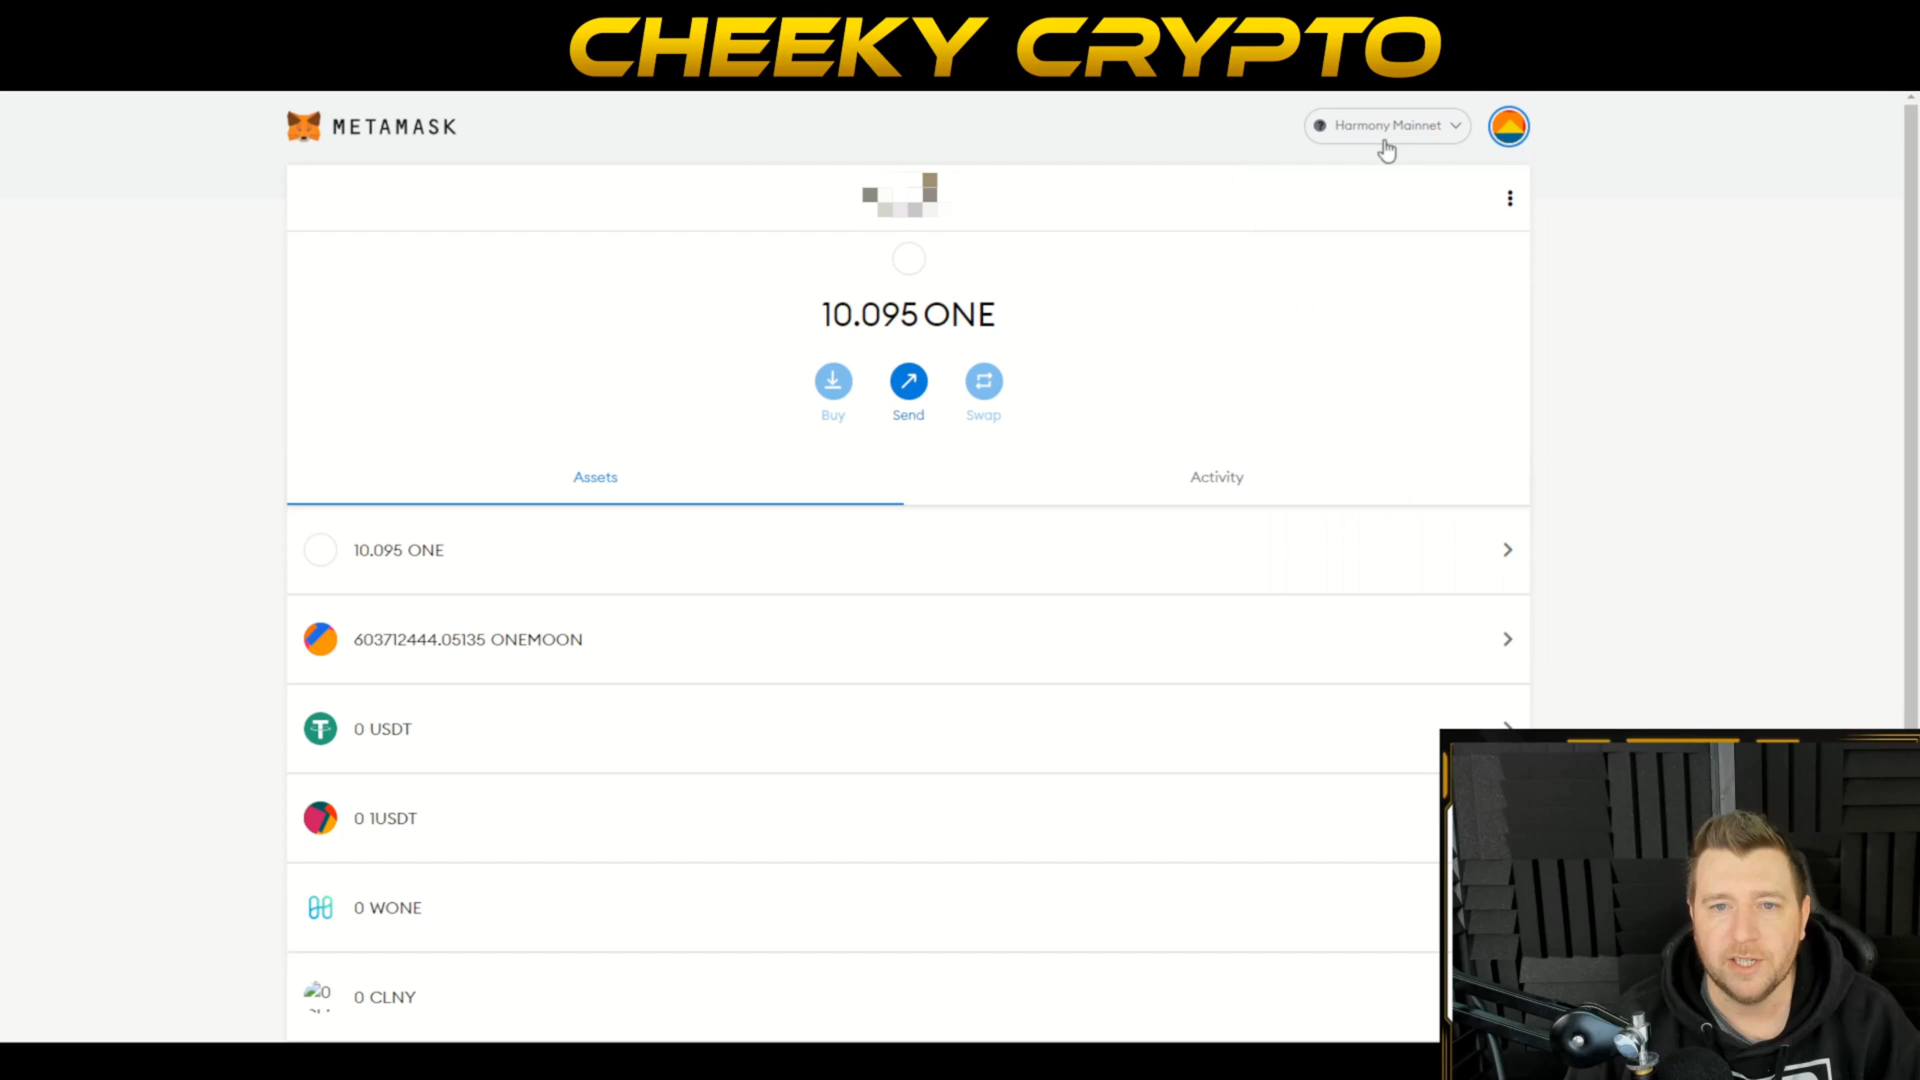 CHEEKY CRYPTO
METAMASK
Harmony Mainnet
10.095 ONE
Buy
Send
Swap
Assets
Activity
10.095 ONE
603712444.05135 ONEMOON
0 USDT
0 1USDT
0 WONE
0 CLNY